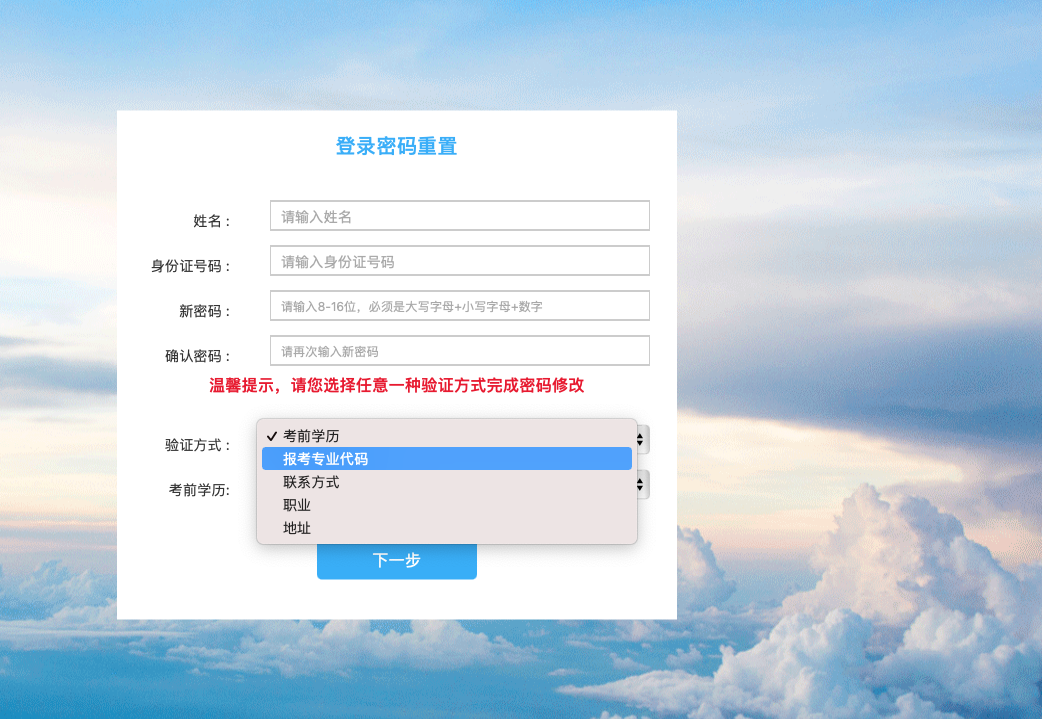 登录密码重置
姓名 : 请输入姓名
身份证号码 : 请输入身份证号码
新密码 : 请输入8-16位，必须是大写字母+小写字母+数字
确认密码 : 请再次输入新密码
温馨提示，请您选择任意一种验证方式完成密码修改
验证方式 : 考前学历
报考专业代码
联系方式
考前学历:
职业
地址
下一步